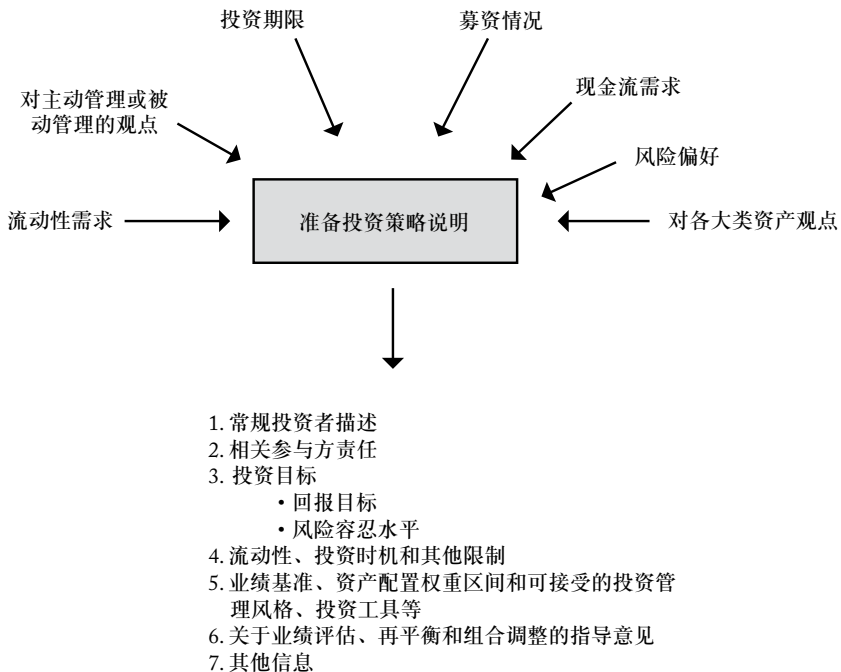 投资期限
募资情况
对主动管理或被
动管理的观点
现金流需求
风险偏好
流动性需求
准备投资策略说明
对各大类资产观点
1. 常规投资者描述
2. 相关参与方责任
3. 投资目标
• 回报目标
• 风险容忍水平
4. 流动性、投资时机和其他限制
5. 业绩基准、资产配置权重区间和可接受的投资管
理风格、投资工具等
6. 关于业绩评估、再平衡和组合调整的指导意见
7. 其他信息